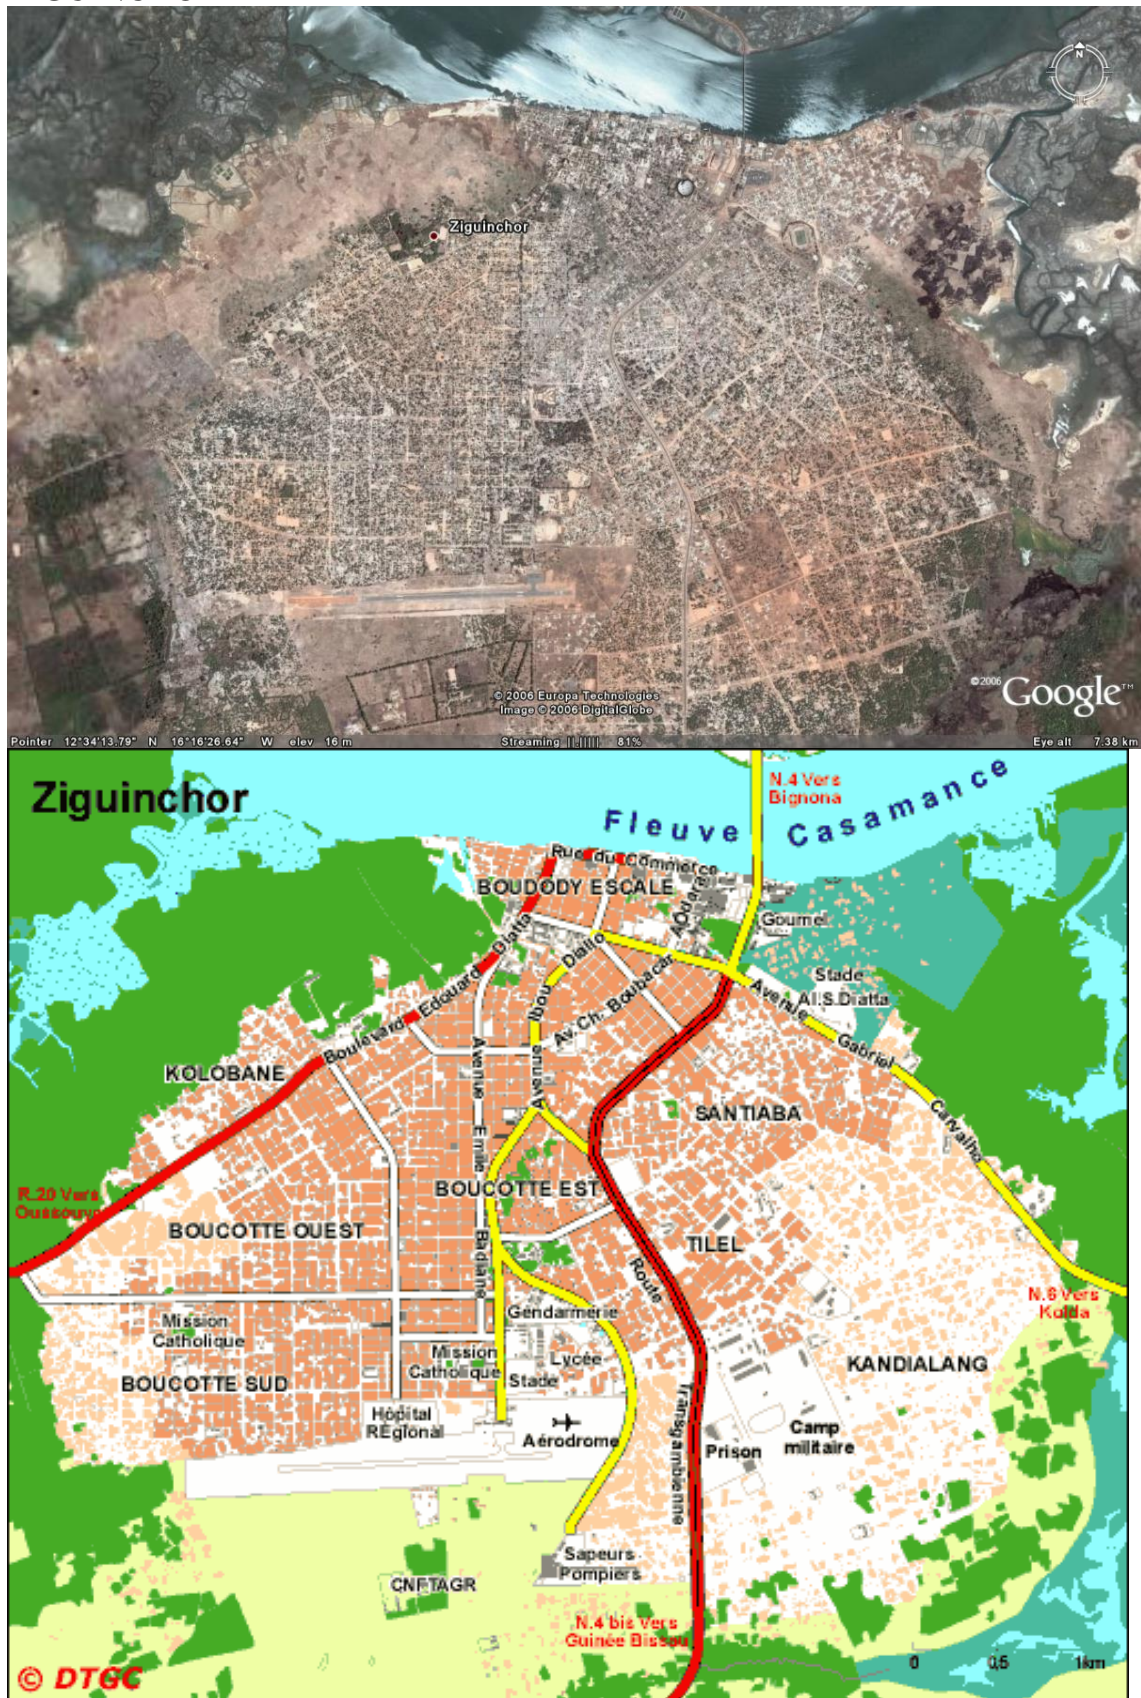 Ziguinchor
N
© 2006 Europa Technologies
Image © 2006 DigitalGlobe
©2006 Google™
Pointer 12°34'13.79" N 16°16'26.64" W elev 16 m
Streaming ||||||||| 81%
Eye alt 7.38 km
Ziguinchor
N.4 Vers
Bignona
Fleuve Casamance
Rue du Commerce
BOUDODY ESCALE
Goumel
Boulevard Edouard Diatta
Avenue Ibou Diallo
Av.Ch. Boubacar
Stade
Al.S.Diatta
Avenue Gabriel Carvalho
KOLOBANE
Avenue Emile Badiane
SANTIABA
R.20 Vers
BOUCOTTE EST
BOUCOTTE OUEST
TILEL
Route Transgambienne
N.6 Vers
Kolda
Mission
Catholique
Gendarmerie
Mission
Catholique
Lycée
Stade
KANDIALANG
BOUCOTTE SUD
Hôpital
REgional
Aérodrome
Prison
Camp
militaire
Sapeurs
Pompiers
CNFTAGR
N.4 bis Vers
Guinée Bissau
0 0,5 1km
© DTGC